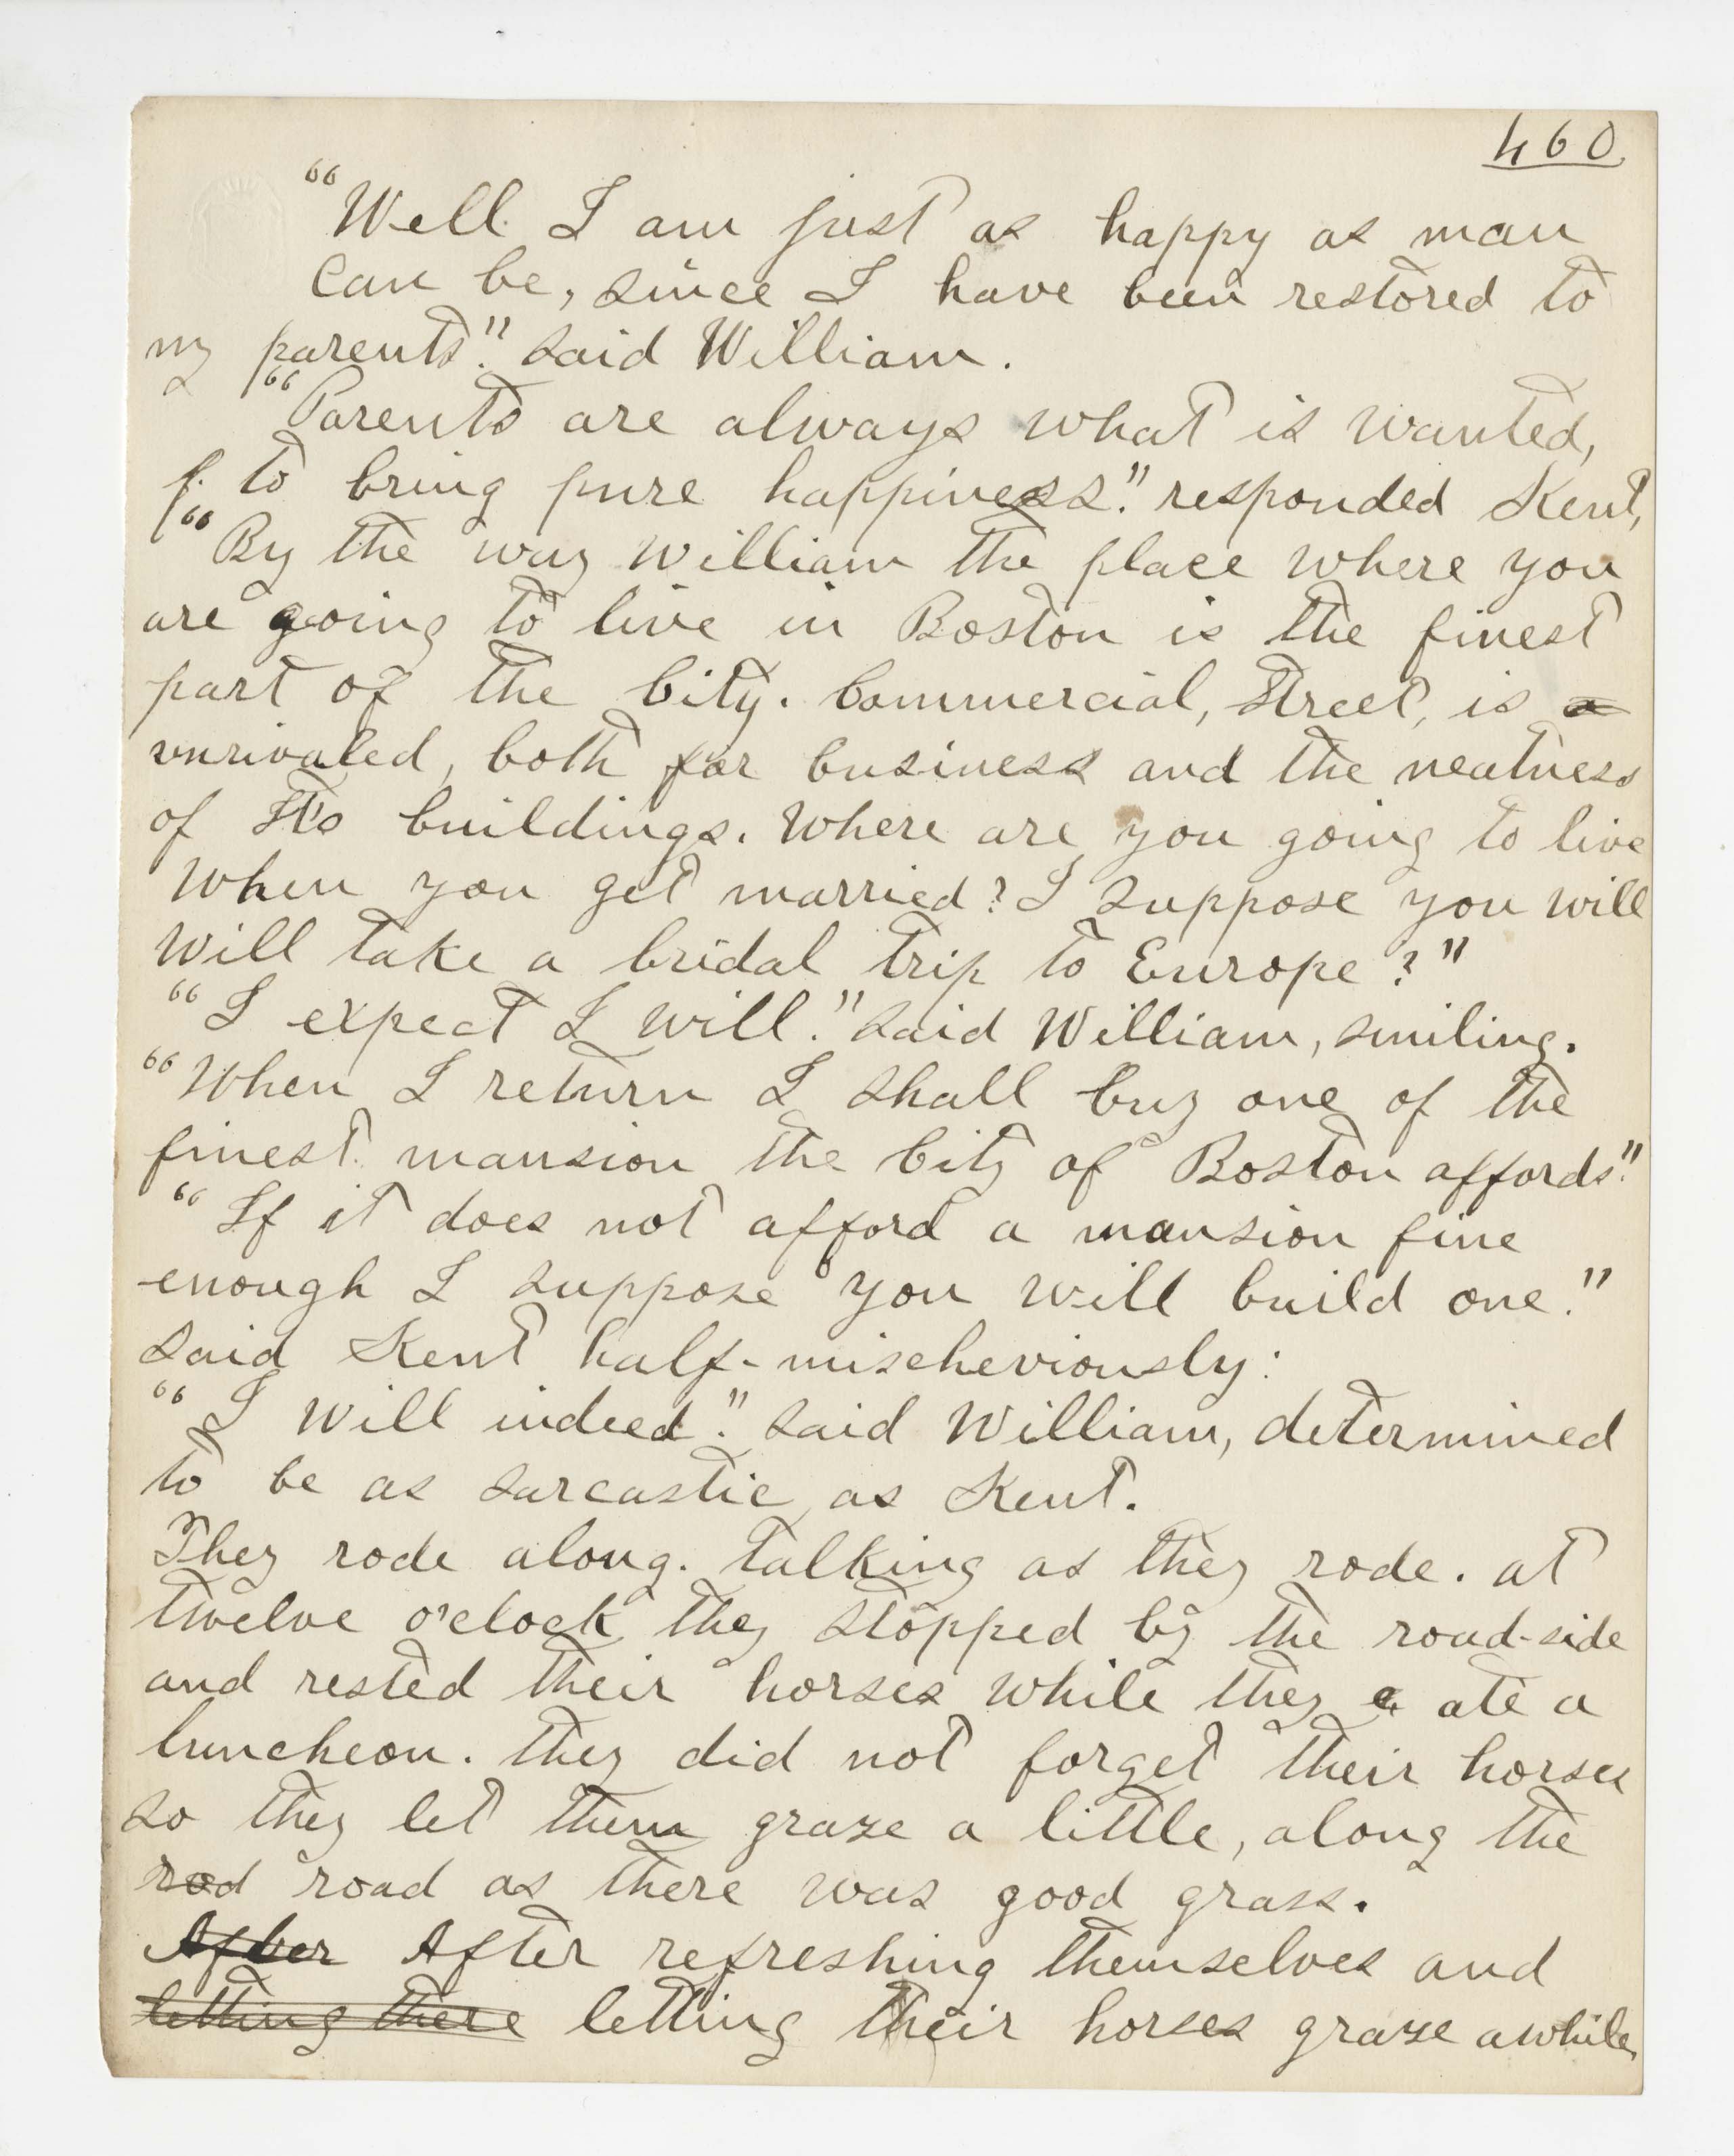 460
"Well I am just as happy as man
can be, since I have been restored to
my parents." said William.
"Parents are always what is wanted,
to bring pure happiness." responded Kent,
"By the way William the place where you
are going to live in Boston is the finest
part of the City. Commercial, Street, is a
unrivaled, both for business and the neatness
of Its buildings. Where are you going to live
When you get married? I suppose you will
will take a bridal trip to Europe?"
"I expect I will." said William, smiling.
"When I return I shall buy one of the
finest mansion the City of Boston affords."
"If it does not afford a mansion fine
enough I suppose you will build one."
said Kent half-mischeviously:
"I will indeed." said William, determined
to be as sarcastic as Kent.
They rode along. talking as they rode. at
twelve o'clock they stopped by the road-side
and rested their horses while they a ate a
luncheon. they did not forget their horses
so they let them graze a little, along the
rod road as there was good grass.
After After refreshing themselves and
letting there letting their horses graze awhile,